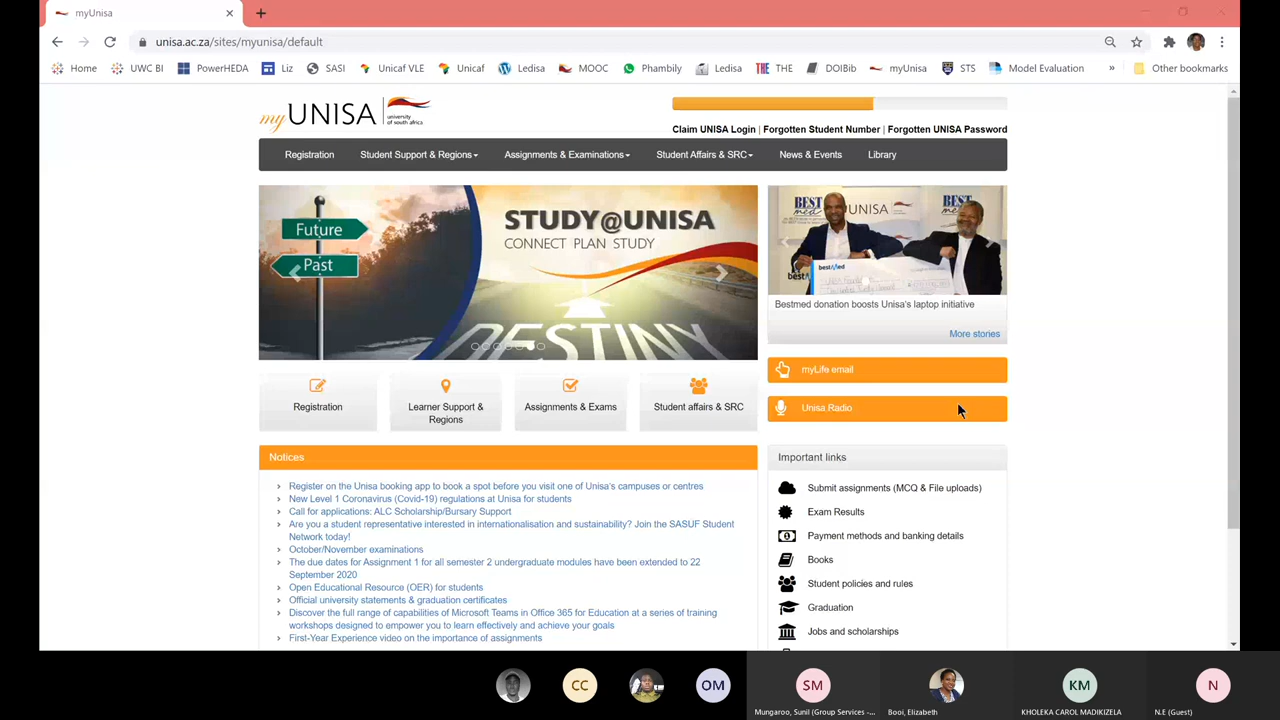 myUnisa
unisa.ac.za/sites/myunisa/default
Home
UWC BI
PowerHEDA
Liz
SASI
Unicaf VLE
Unicaf
Ledisa
MOOC
Phambily
Ledisa
THE
DOIBib
myUnisa
STS
Model Evaluation
»
Other bookmarks
myUNISA
university
of south africa
Claim UNISA Login | Forgotten Student Number | Forgotten UNISA Password
Registration
Student Support & Regions
Assignments & Examinations
Student Affairs & SRC
News & Events
Library
Future
Past
STUDY@UNISA
CONNECT PLAN STUDY
DESTINY
BEST
med
UNISA
BEST
med
Bestmed donation boosts Unisa's laptop initiative
More stories
myLife email
Unisa Radio
Registration
Learner Support &
Regions
Assignments & Exams
Student affairs & SRC
Notices
Register on the Unisa booking app to book a spot before you visit one of Unisa's campuses or centres
New Level 1 Coronavirus (Covid-19) regulations at Unisa for students
Call for applications: ALC Scholarship/Bursary Support
Are you a student representative interested in internationalisation and sustainability? Join the SASUF Student
Network today!
October/November examinations
The due dates for Assignment 1 for all semester 2 undergraduate modules have been extended to 22
September 2020
Open Educational Resource (OER) for students
Official university statements & graduation certificates
Discover the full range of capabilities of Microsoft Teams in Office 365 for Education at a series of training
workshops designed to empower you to learn effectively and achieve your goals
First-Year Experience video on the importance of assignments
Important links
Submit assignments (MCQ & File uploads)
Exam Results
Payment methods and banking details
Books
Student policies and rules
Graduation
Jobs and scholarships
CC
OM
SM
KM
N
Mungaroo, Sunil (Group Services -...
Booi, Elizabeth
KHOLEKA CAROL MADIKIZELA
N.E (Guest)